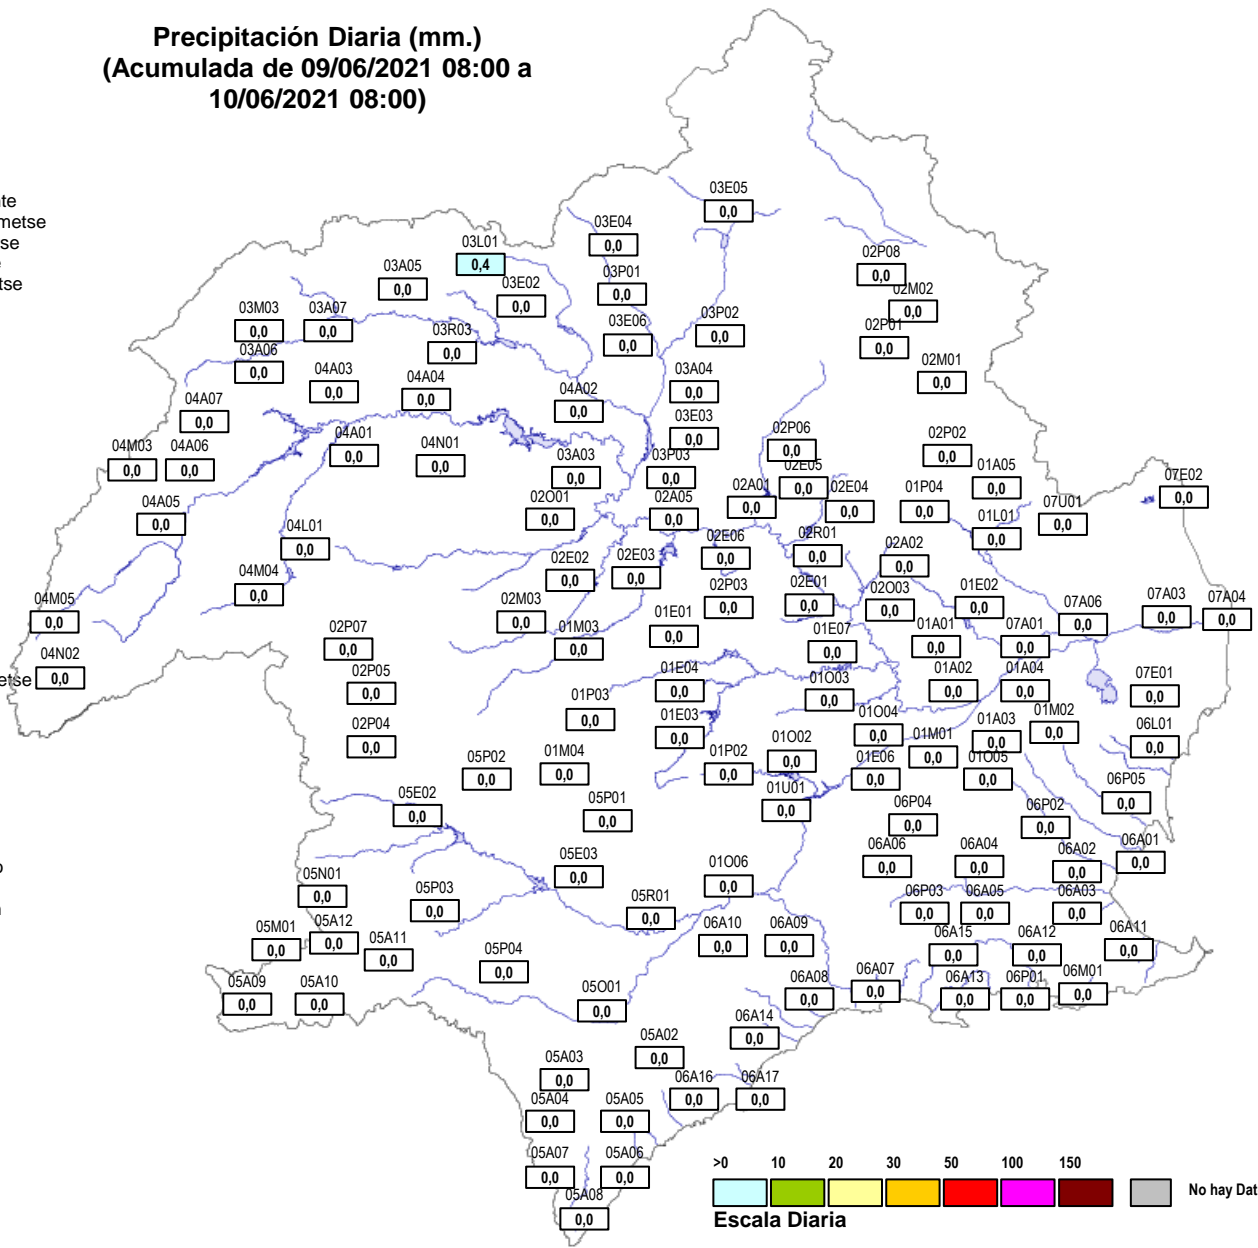 Precipitación Diaria (mm.)
(Acumulada de 09/06/2021 08:00 a
10/06/2021 08:00)
metse
03E05
0,0
03E04
0,0
03L01
0,4
02P08
0,0
03A05
0,0
03P01
0,0
03E02
0,0
02M02
0,0
03M03
0,0
03A07
0,0
03P02
0,0
03R03
0,0
03E06
0,0
02P01
0,0
03A06
0,0
02M01
0,0
04A03
0,0
04A04
0,0
03A04
0,0
04A02
0,0
04A07
0,0
03E03
0,0
02P06
0,0
04A01
0,0
04N01
0,0
02P02
0,0
04M03
0,0
04A06
0,0
03A03
0,0
03P03
0,0
02E05
0,0
01A05
0,0
07E02
0,0
02A01
0,0
02E04
0,0
01P04
0,0
04A05
0,0
02O01
0,0
02A05
0,0
07U01
0,0
01L01
0,0
04L01
0,0
02E06
0,0
02R01
0,0
02A02
0,0
02E02
0,0
02E03
0,0
04M04
0,0
02P03
0,0
02E01
0,0
02O03
0,0
01E02
0,0
07A03
0,0
07A04
0,0
04M05
0,0
02M03
0,0
01E01
0,0
07A06
0,0
02P07
0,0
01M03
0,0
01E07
0,0
01A01
0,0
07A01
0,0
04N02
0,0
02P05
0,0
01E04
0,0
01O03
0,0
01A02
0,0
01A04
0,0
07E01
0,0
01P03
0,0
02P04
0,0
01E03
0,0
01O04
0,0
01A03
0,0
01M02
0,0
06L01
0,0
01M01
0,0
05P02
0,0
01M04
0,0
01P02
0,0
01O02
0,0
01E06
0,0
01O05
0,0
05E02
0,0
05P01
0,0
01U01
0,0
06P04
0,0
06P02
0,0
06P05
0,0
05E03
0,0
01O06
0,0
06A06
0,0
06A04
0,0
06A02
0,0
06A01
0,0
05N01
0,0
05P03
0,0
05R01
0,0
06P03
0,0
06A05
0,0
06A03
0,0
05M01
0,0
05A12
0,0
05A11
0,0
06A10
0,0
06A09
0,0
06A15
0,0
06A12
0,0
06A11
0,0
05P04
0,0
05A09
0,0
05A10
0,0
05O01
0,0
06A08
0,0
06A07
0,0
06A13
0,0
06P01
0,0
06M01
0,0
06A14
0,0
05A02
0,0
05A03
0,0
06A16
0,0
06A17
0,0
05A04
0,0
05A05
0,0
05A07
0,0
05A06
0,0
05A08
0,0
>0 10 20 30 50 100 150
No hay Dat
Escala Diaria